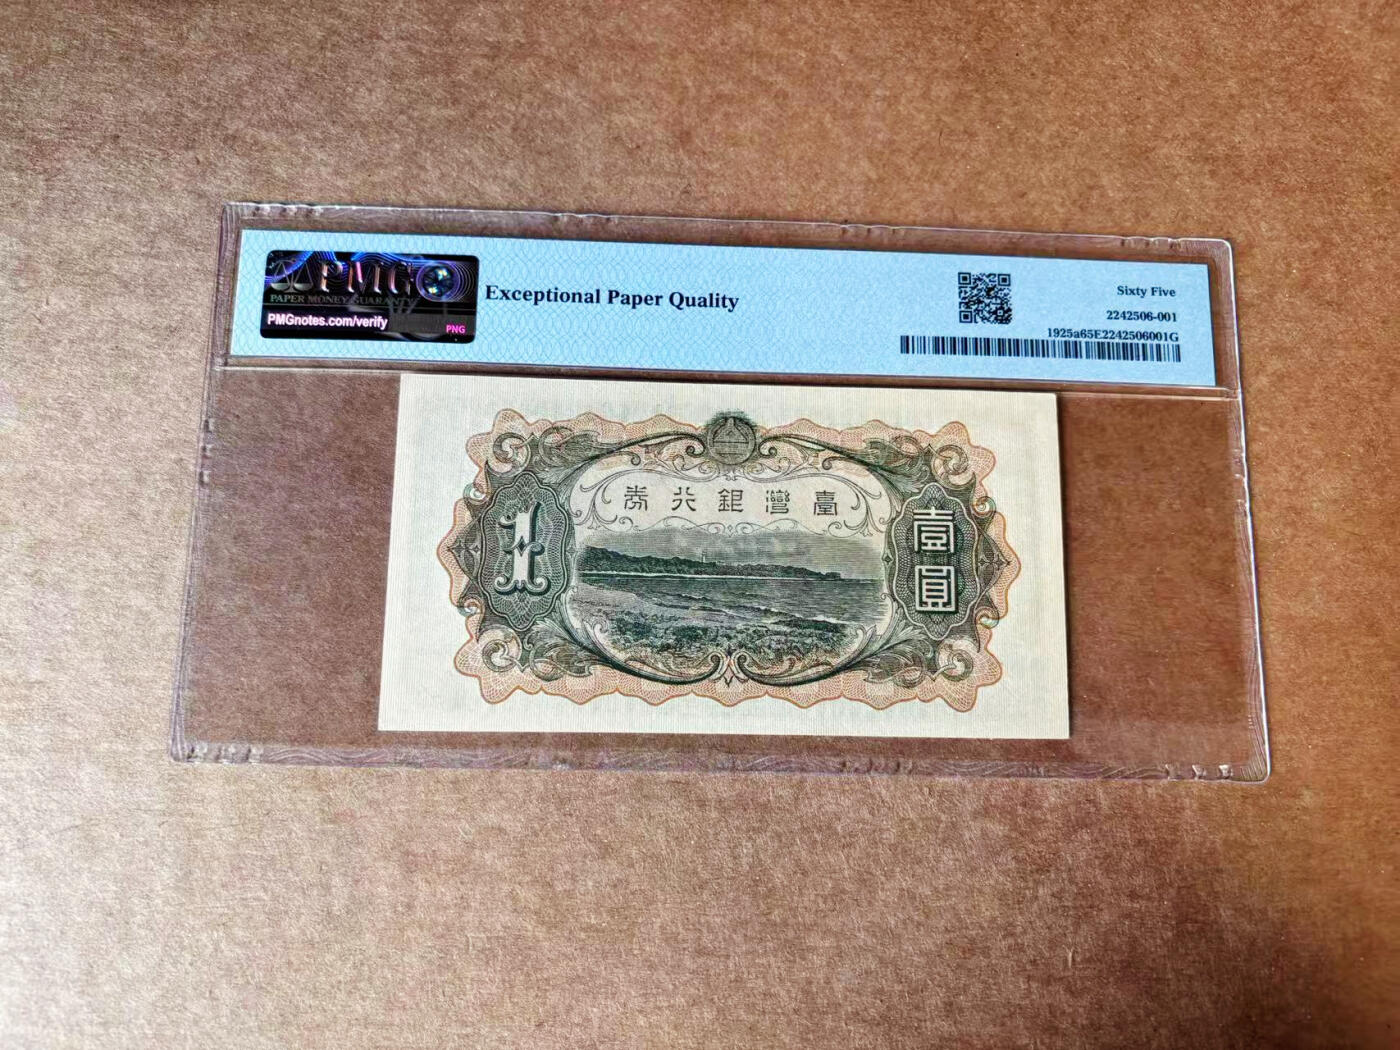 PMG
PAPER MONEY GUARANTY
PMGnotes.com/verify
PNG
Exceptional Paper Quality
Sixty Five
2242506-001
1925a65E2242506001G
券行銀灣臺
1
壹圓